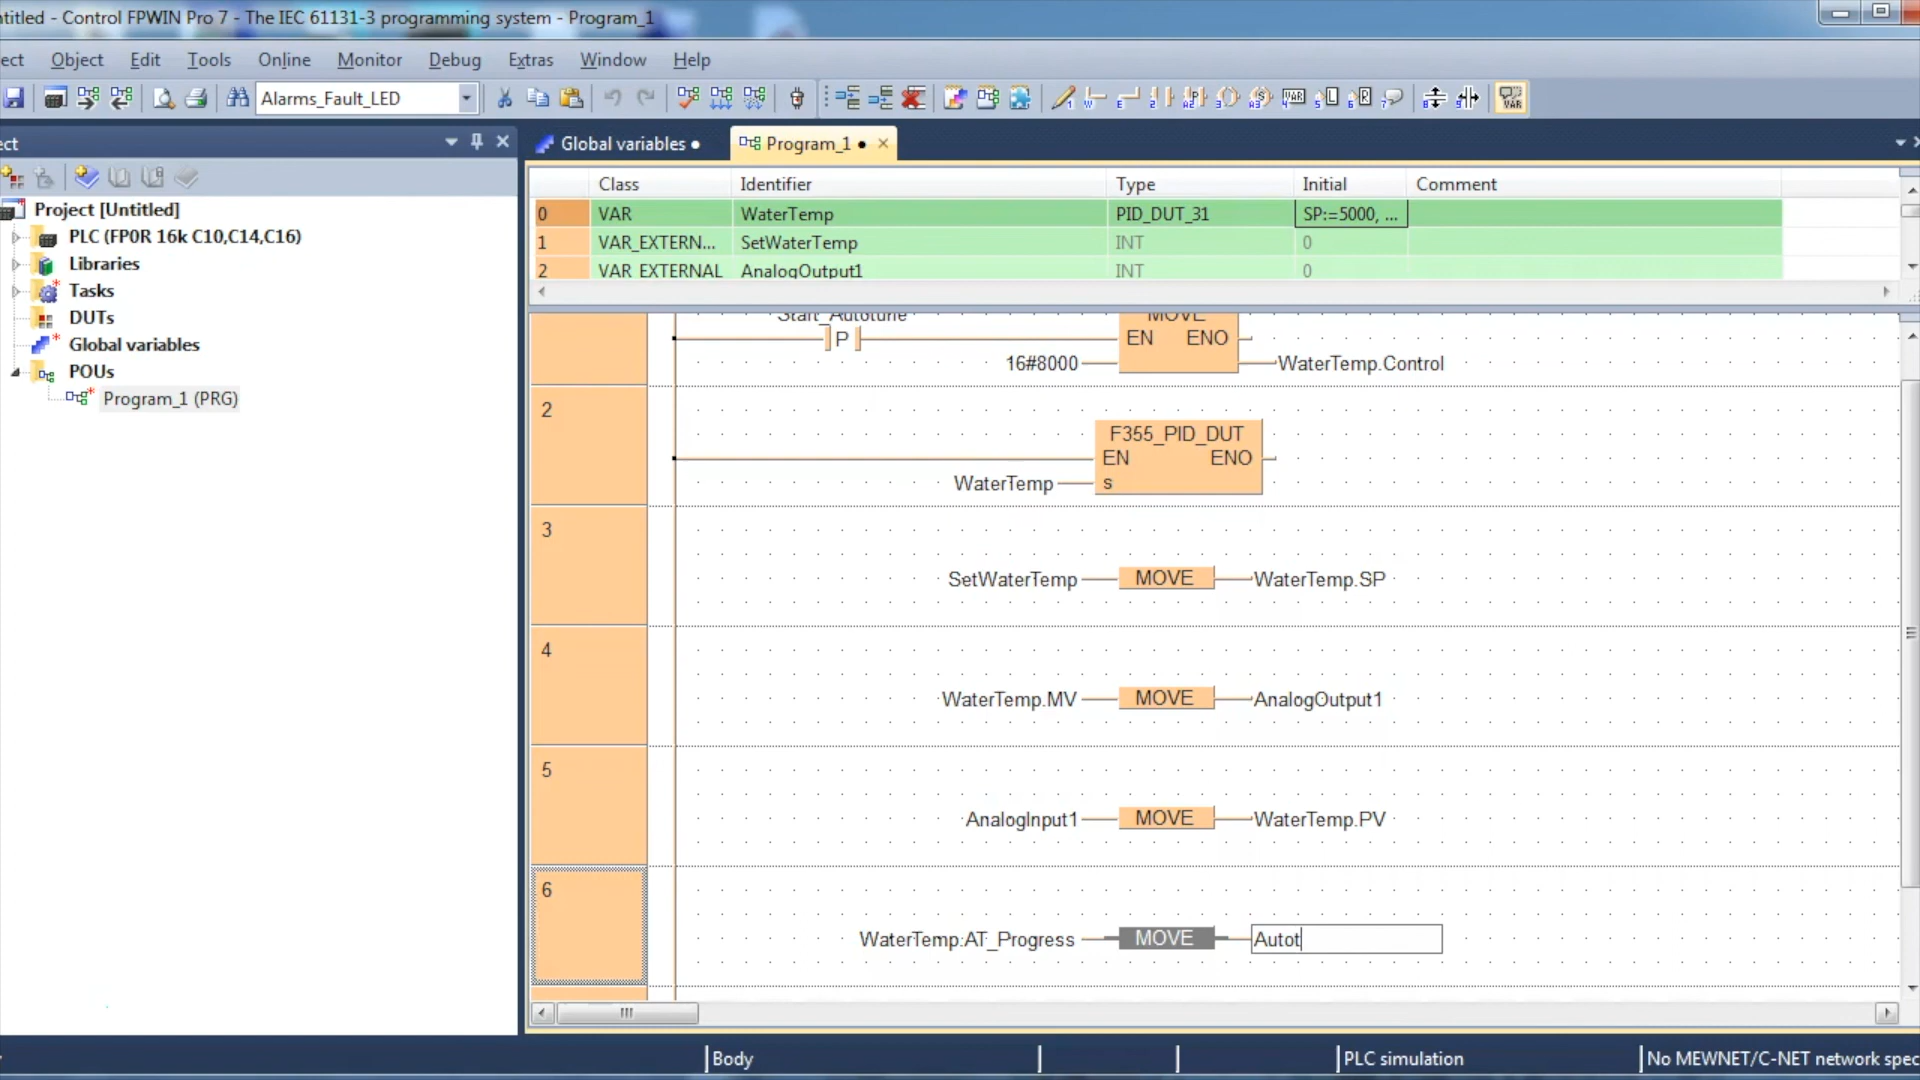 ntitled - Control FPWIN Pro 7 - The IEC 61131-3 programming system - Program_1
ect Object Edit Tools Online Monitor Debug Extras Window Help
Alarms_Fault_LED
ect
Global variables
Program_1
Project [Untitled]
PLC (FP0R 16k C10,C14,C16)
Libraries
Tasks
DUTs
Global variables
POUs
Program_1 (PRG)
Class Identifier Type Initial Comment
0 VAR WaterTemp PID_DUT_31 SP:=5000, ...
1 VAR_EXTERN... SetWaterTemp INT 0
2 VAR_EXTERNAL AnalogOutput1 INT 0
Start_Autotune MOVE
P EN ENO
16#8000 WaterTemp.Control
2
F355_PID_DUT
EN ENO
WaterTemp s
3
SetWaterTemp MOVE WaterTemp.SP
4
WaterTemp.MV MOVE AnalogOutput1
5
AnalogInput1 MOVE WaterTemp.PV
6
WaterTemp.AT_Progress MOVE Autot
Body PLC simulation No MEWNET/C-NET network spec